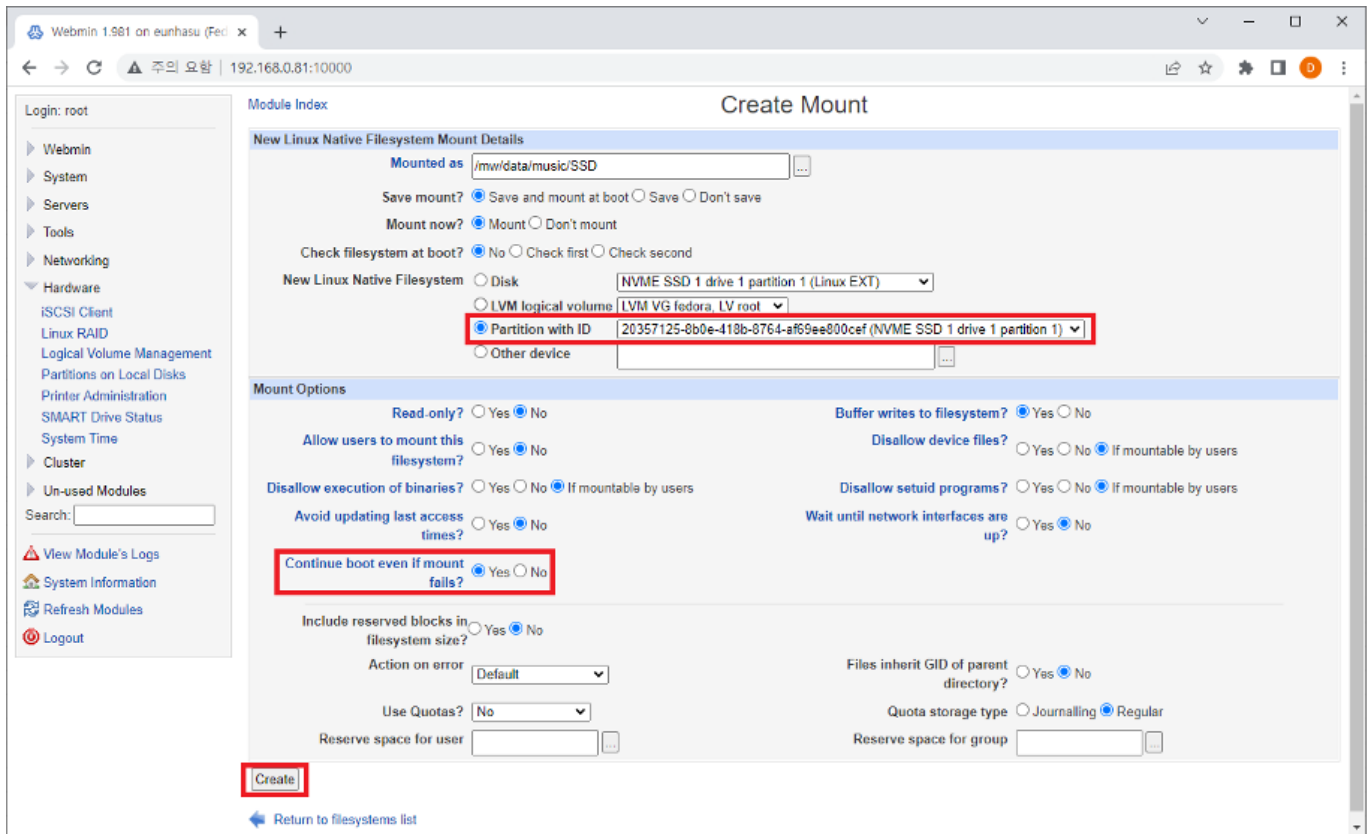 Webmin 1.981 on eunhasu (Fed
주의 요함 | 192.168.0.81:10000
D
Login: root
Webmin
System
Servers
Tools
Networking
Hardware
iSCSI Client
Linux RAID
Logical Volume Management
Partitions on Local Disks
Printer Administration
SMART Drive Status
System Time
Cluster
Un-used Modules
Search:
View Module's Logs
System Information
Refresh Modules
Logout
Module Index
Create Mount
New Linux Native Filesystem Mount Details
Mounted as /mw/data/music/SSD ...
Save mount? Save and mount at boot Save Don't save
Mount now? Mount Don't mount
Check filesystem at boot? No Check first Check second
New Linux Native Filesystem Disk NVME SSD 1 drive 1 partition 1 (Linux EXT)
LVM logical volume LVM VG fedora, LV root
Partition with ID 20357125-8b0e-418b-8764-af69ee800cef (NVME SSD 1 drive 1 partition 1)
Other device ...
Mount Options
Read-only? Yes No Buffer writes to filesystem? Yes No
Allow users to mount this
filesystem? Yes No Disallow device files? Yes No If mountable by users
Disallow execution of binaries? Yes No If mountable by users Disallow setuid programs? Yes No If mountable by users
Avoid updating last access
times? Yes No Wait until network interfaces are
up? Yes No
Continue boot even if mount
fails? Yes No
Include reserved blocks in
filesystem size? Yes No
Action on error Default Files inherit GID of parent
directory? Yes No
Use Quotas? No Quota storage type Journalling Regular
Reserve space for user ... Reserve space for group ...
Create
Return to filesystems list